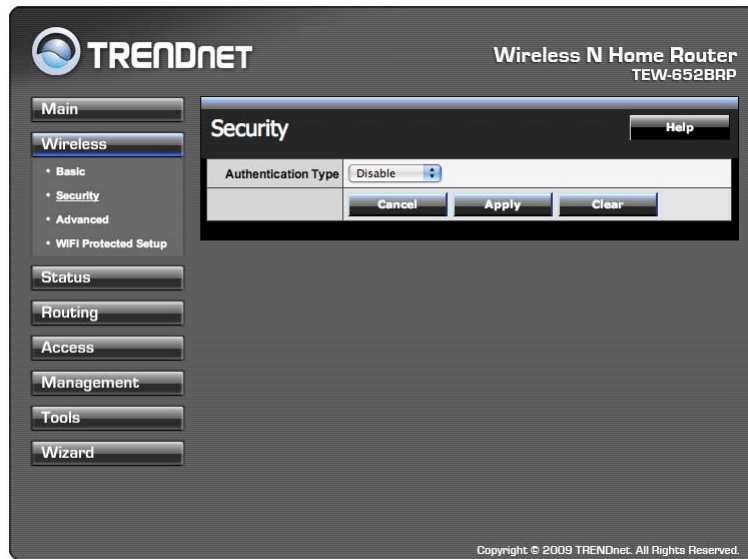 TRENDNET
Wireless N Home Router
TEW-652BRP
Main
Wireless
• Basic
• Security
• Advanced
• WiFi Protected Setup
Status
Routing
Access
Management
Tools
Wizard
Security
Help
Authentication Type Disable
Cancel Apply Clear
Copyright © 2009 TRENDnet. All Rights Reserved.